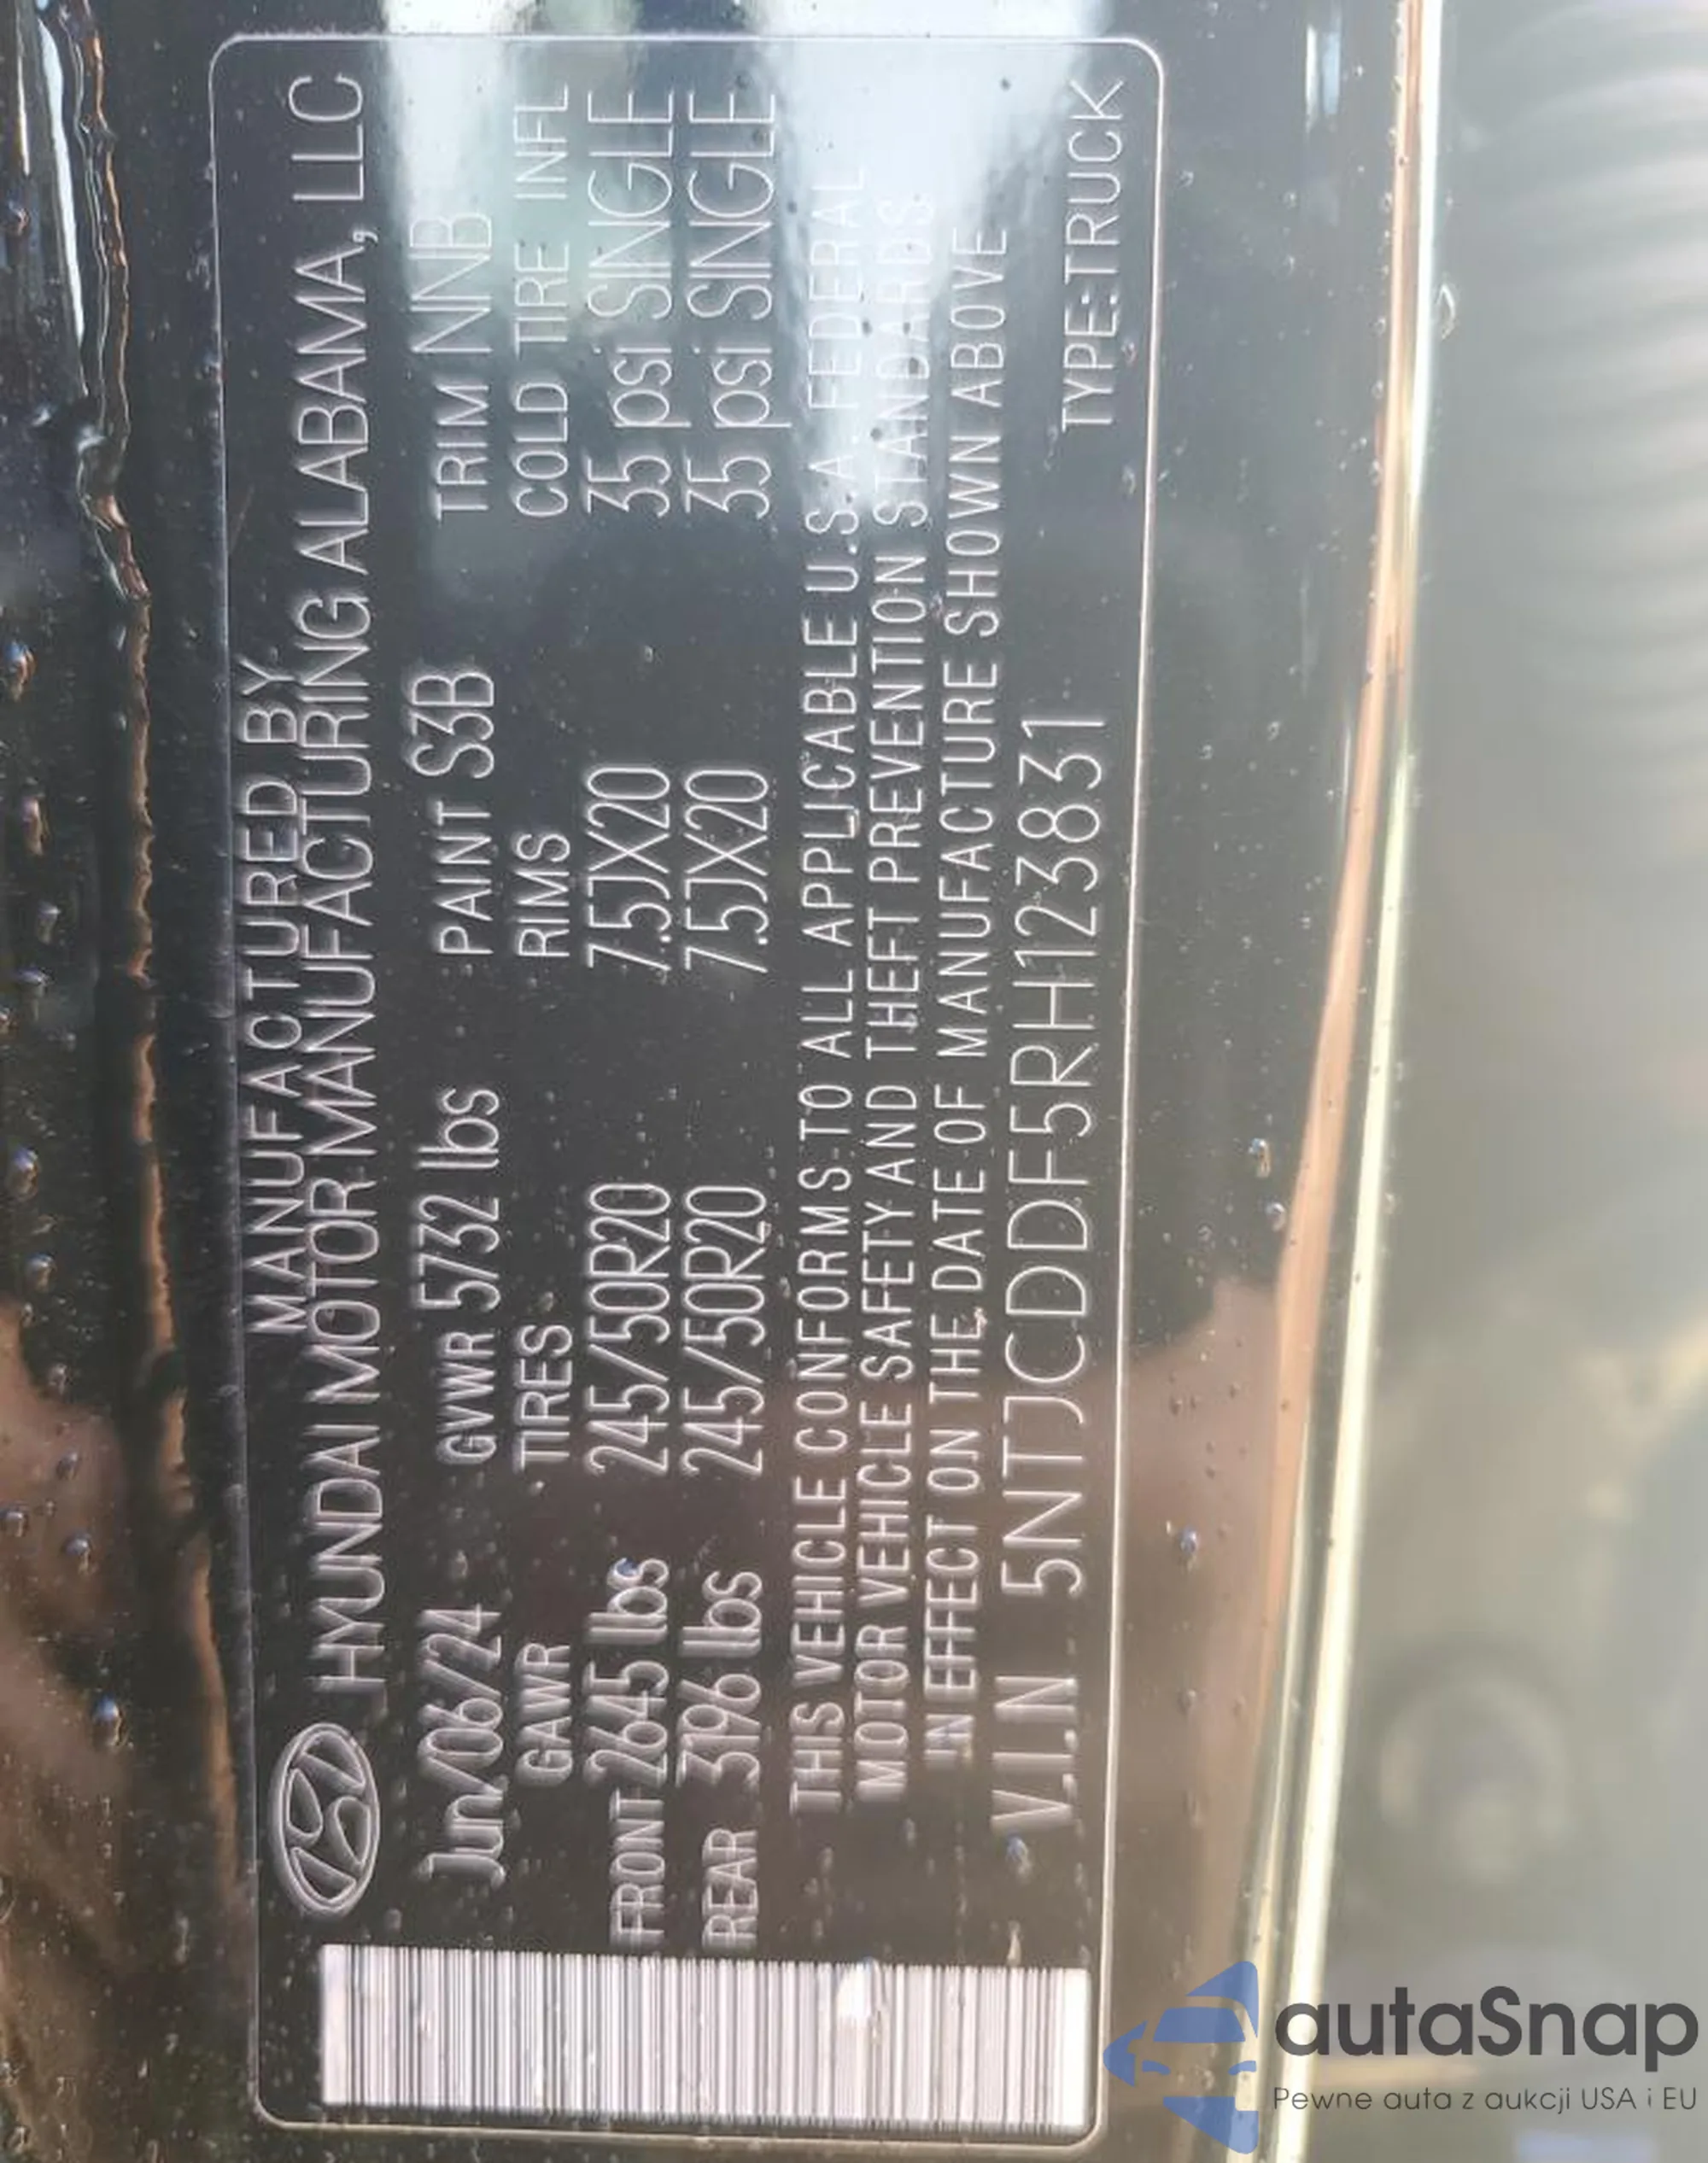 MANUFACTURED BY
HYUNDAI MOTOR MANUFACTURING ALABAMA, LLC
Jun/06/24 GVWR 5732 lbs PAINT S3B TRIM NNB
GAWR TIRES RIMS COLD TIRE INFL
FRONT 2645 lbs 245/50R20 7.5JX20 35 psi SINGLE
REAR 3196 lbs 245/50R20 7.5JX20 35 psi SINGLE
THIS VEHICLE CONFORMS TO ALL APPLICABLE U.S.A. FEDERAL
MOTOR VEHICLE SAFETY AND THEFT PREVENTION STANDARDS
IN EFFECT ON THE DATE OF MANUFACTURE SHOWN ABOVE
V.I.N 5NTJCDDF5RH123831
TYPE:TRUCK
autaSnap
Pewne auta z aukcji USA i EU